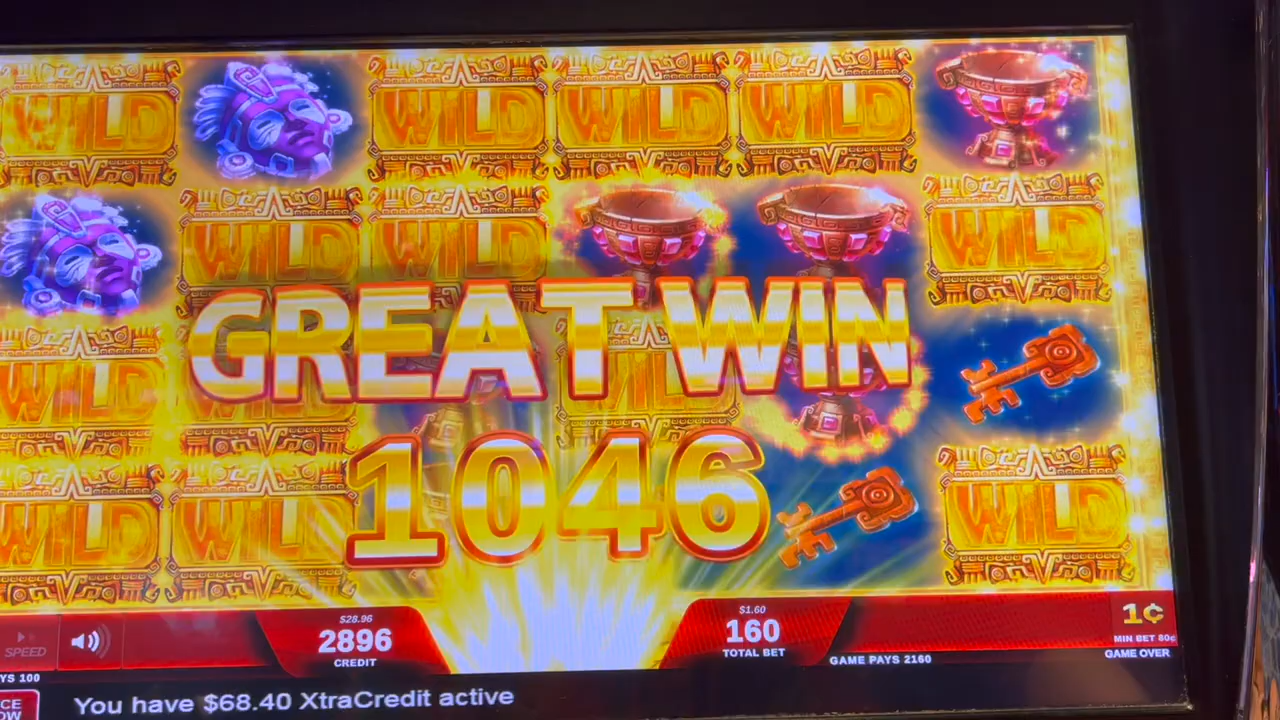 WILD WILD WILD WILD
WILD WILD WILD
GREAT WIN
WILD WILD
1046
WILD WILD WILD
$28.96
2896
CREDIT
$1.60
160
TOTAL BET
GAME PAYS 2160
1¢
MIN BET 80¢
GAME OVER
SPEED
YS 100
You have $68.40 XtraCredit active